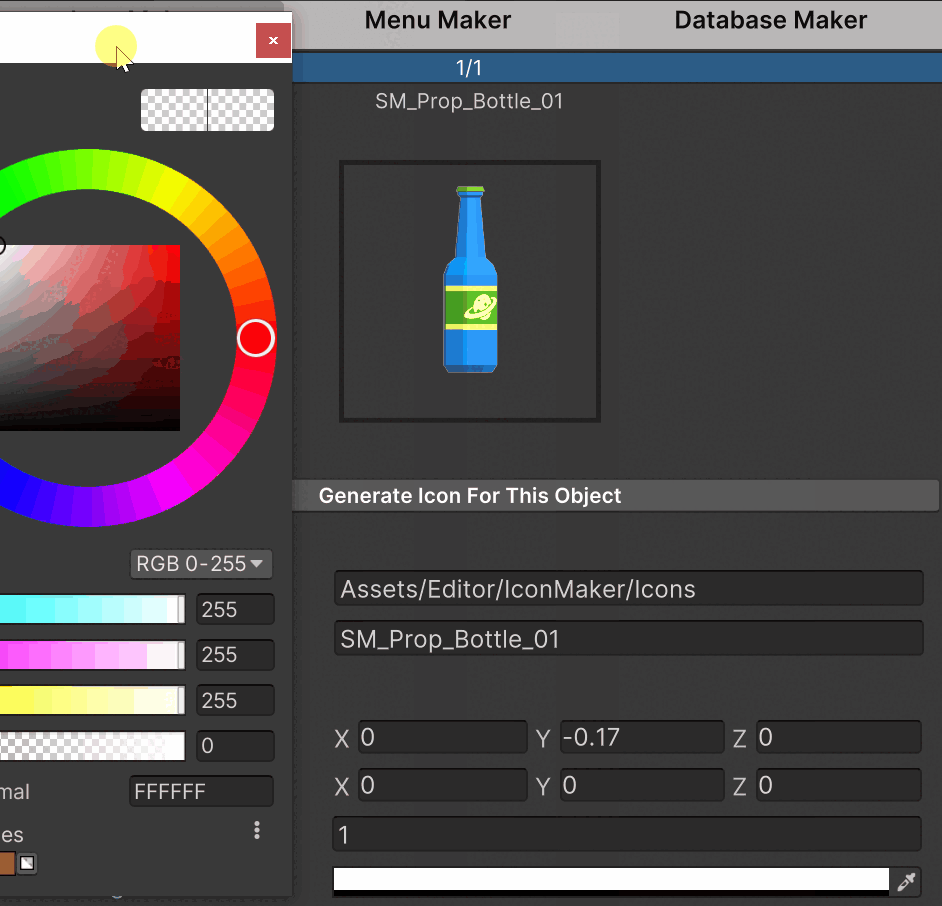 Menu Maker
Database Maker
1/1
SM_Prop_Bottle_01
Generate Icon For This Object
RGB 0-255
255
255
255
0
mal
FFFFFF
es
Assets/Editor/IconMaker/Icons
SM_Prop_Bottle_01
X 0 Y -0.17 Z 0
X 0 Y 0 Z 0
1